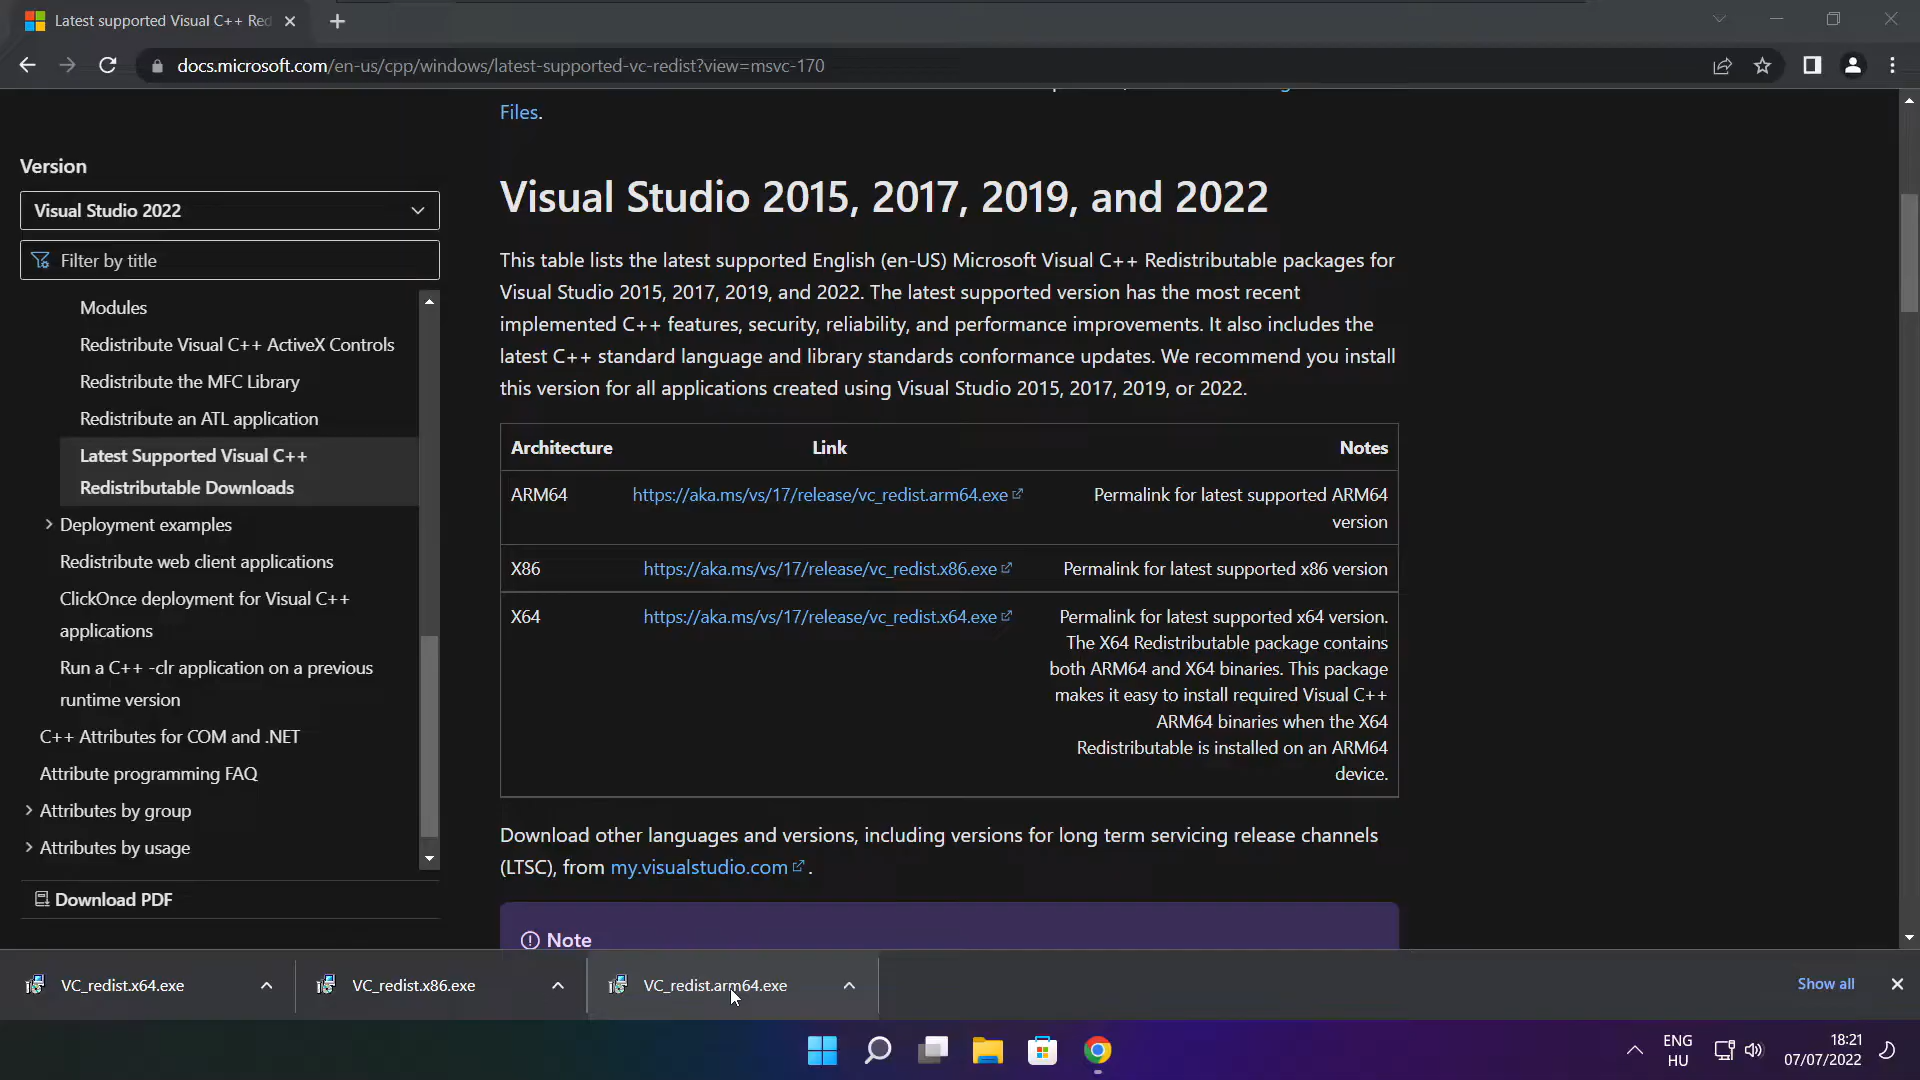 Latest supported Visual C++ Red
docs.microsoft.com/en-us/cpp/windows/latest-supported-vc-redist?view=msvc-170
Files.
Version
Visual Studio 2022
Filter by title
Modules
Redistribute Visual C++ ActiveX Controls
Redistribute the MFC Library
Redistribute an ATL application
Latest Supported Visual C++
Redistributable Downloads
Deployment examples
Redistribute web client applications
ClickOnce deployment for Visual C++
applications
Run a C++ -clr application on a previous
runtime version
C++ Attributes for COM and .NET
Attribute programming FAQ
Attributes by group
Attributes by usage
Download PDF
Visual Studio 2015, 2017, 2019, and 2022
This table lists the latest supported English (en-US) Microsoft Visual C++ Redistributable packages for
Visual Studio 2015, 2017, 2019, and 2022. The latest supported version has the most recent
implemented C++ features, security, reliability, and performance improvements. It also includes the
latest C++ standard language and library standards conformance updates. We recommend you install
this version for all applications created using Visual Studio 2015, 2017, 2019, or 2022.
Architecture Link Notes
ARM64 https://aka.ms/vs/17/release/vc_redist.arm64.exe Permalink for latest supported ARM64
version
X86 https://aka.ms/vs/17/release/vc_redist.x86.exe Permalink for latest supported x86 version
X64 https://aka.ms/vs/17/release/vc_redist.x64.exe Permalink for latest supported x64 version.
The X64 Redistributable package contains
both ARM64 and X64 binaries. This package
makes it easy to install required Visual C++
ARM64 binaries when the X64
Redistributable is installed on an ARM64
device.
Download other languages and versions, including versions for long term servicing release channels
(LTSC), from my.visualstudio.com .
Note
VC_redist.x64.exe VC_redist.x86.exe VC_redist.arm64.exe Show all
ENG
HU
18:21
07/07/2022